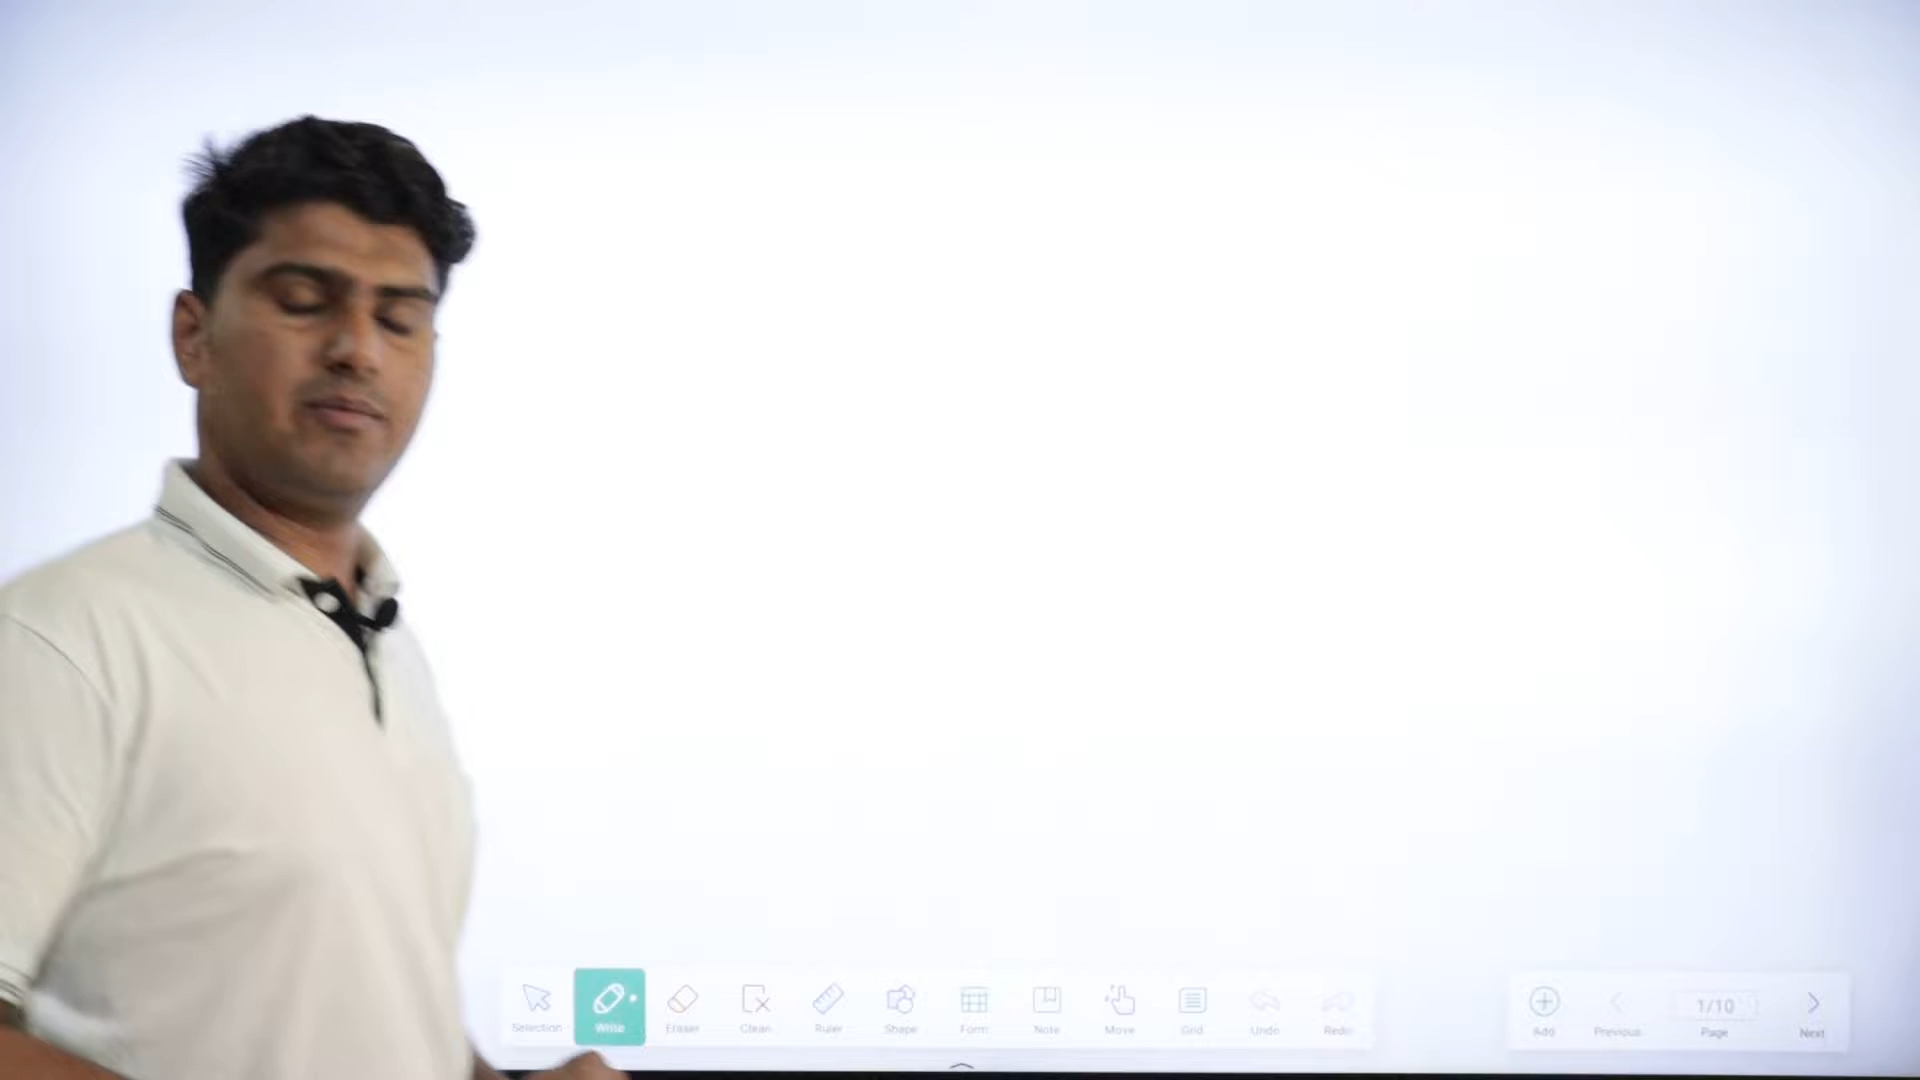 Selection Write Eraser Clean Ruler Shape Form Note Move Grid Undo Redo
Add Previous 1/10 Page Next